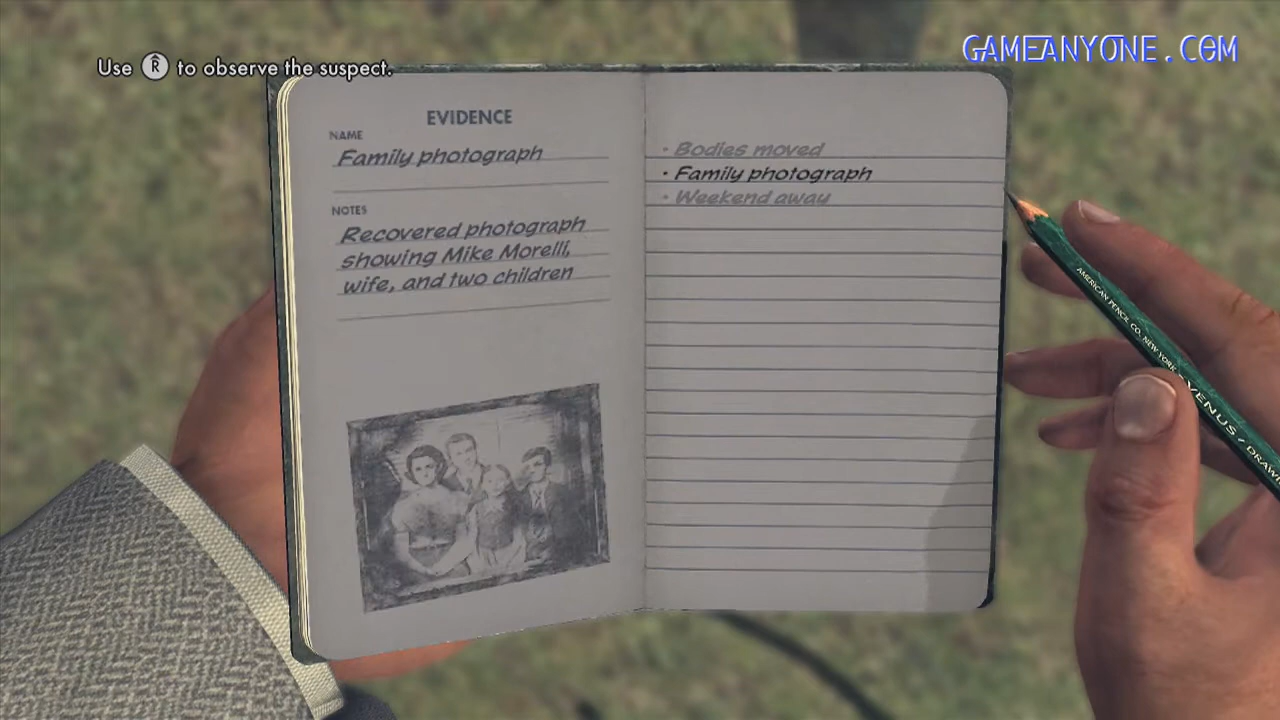 GAMEANYONE.COM
Use R to observe the suspect.
EVIDENCE
NAME
Family photograph
NOTES
Recovered photograph
showing Mike Morelli,
wife, and two children
· Bodies moved
· Family photograph
· Weekend away
AMERICAN PENCIL CO. NEW YORK
VENUS / DRAWI